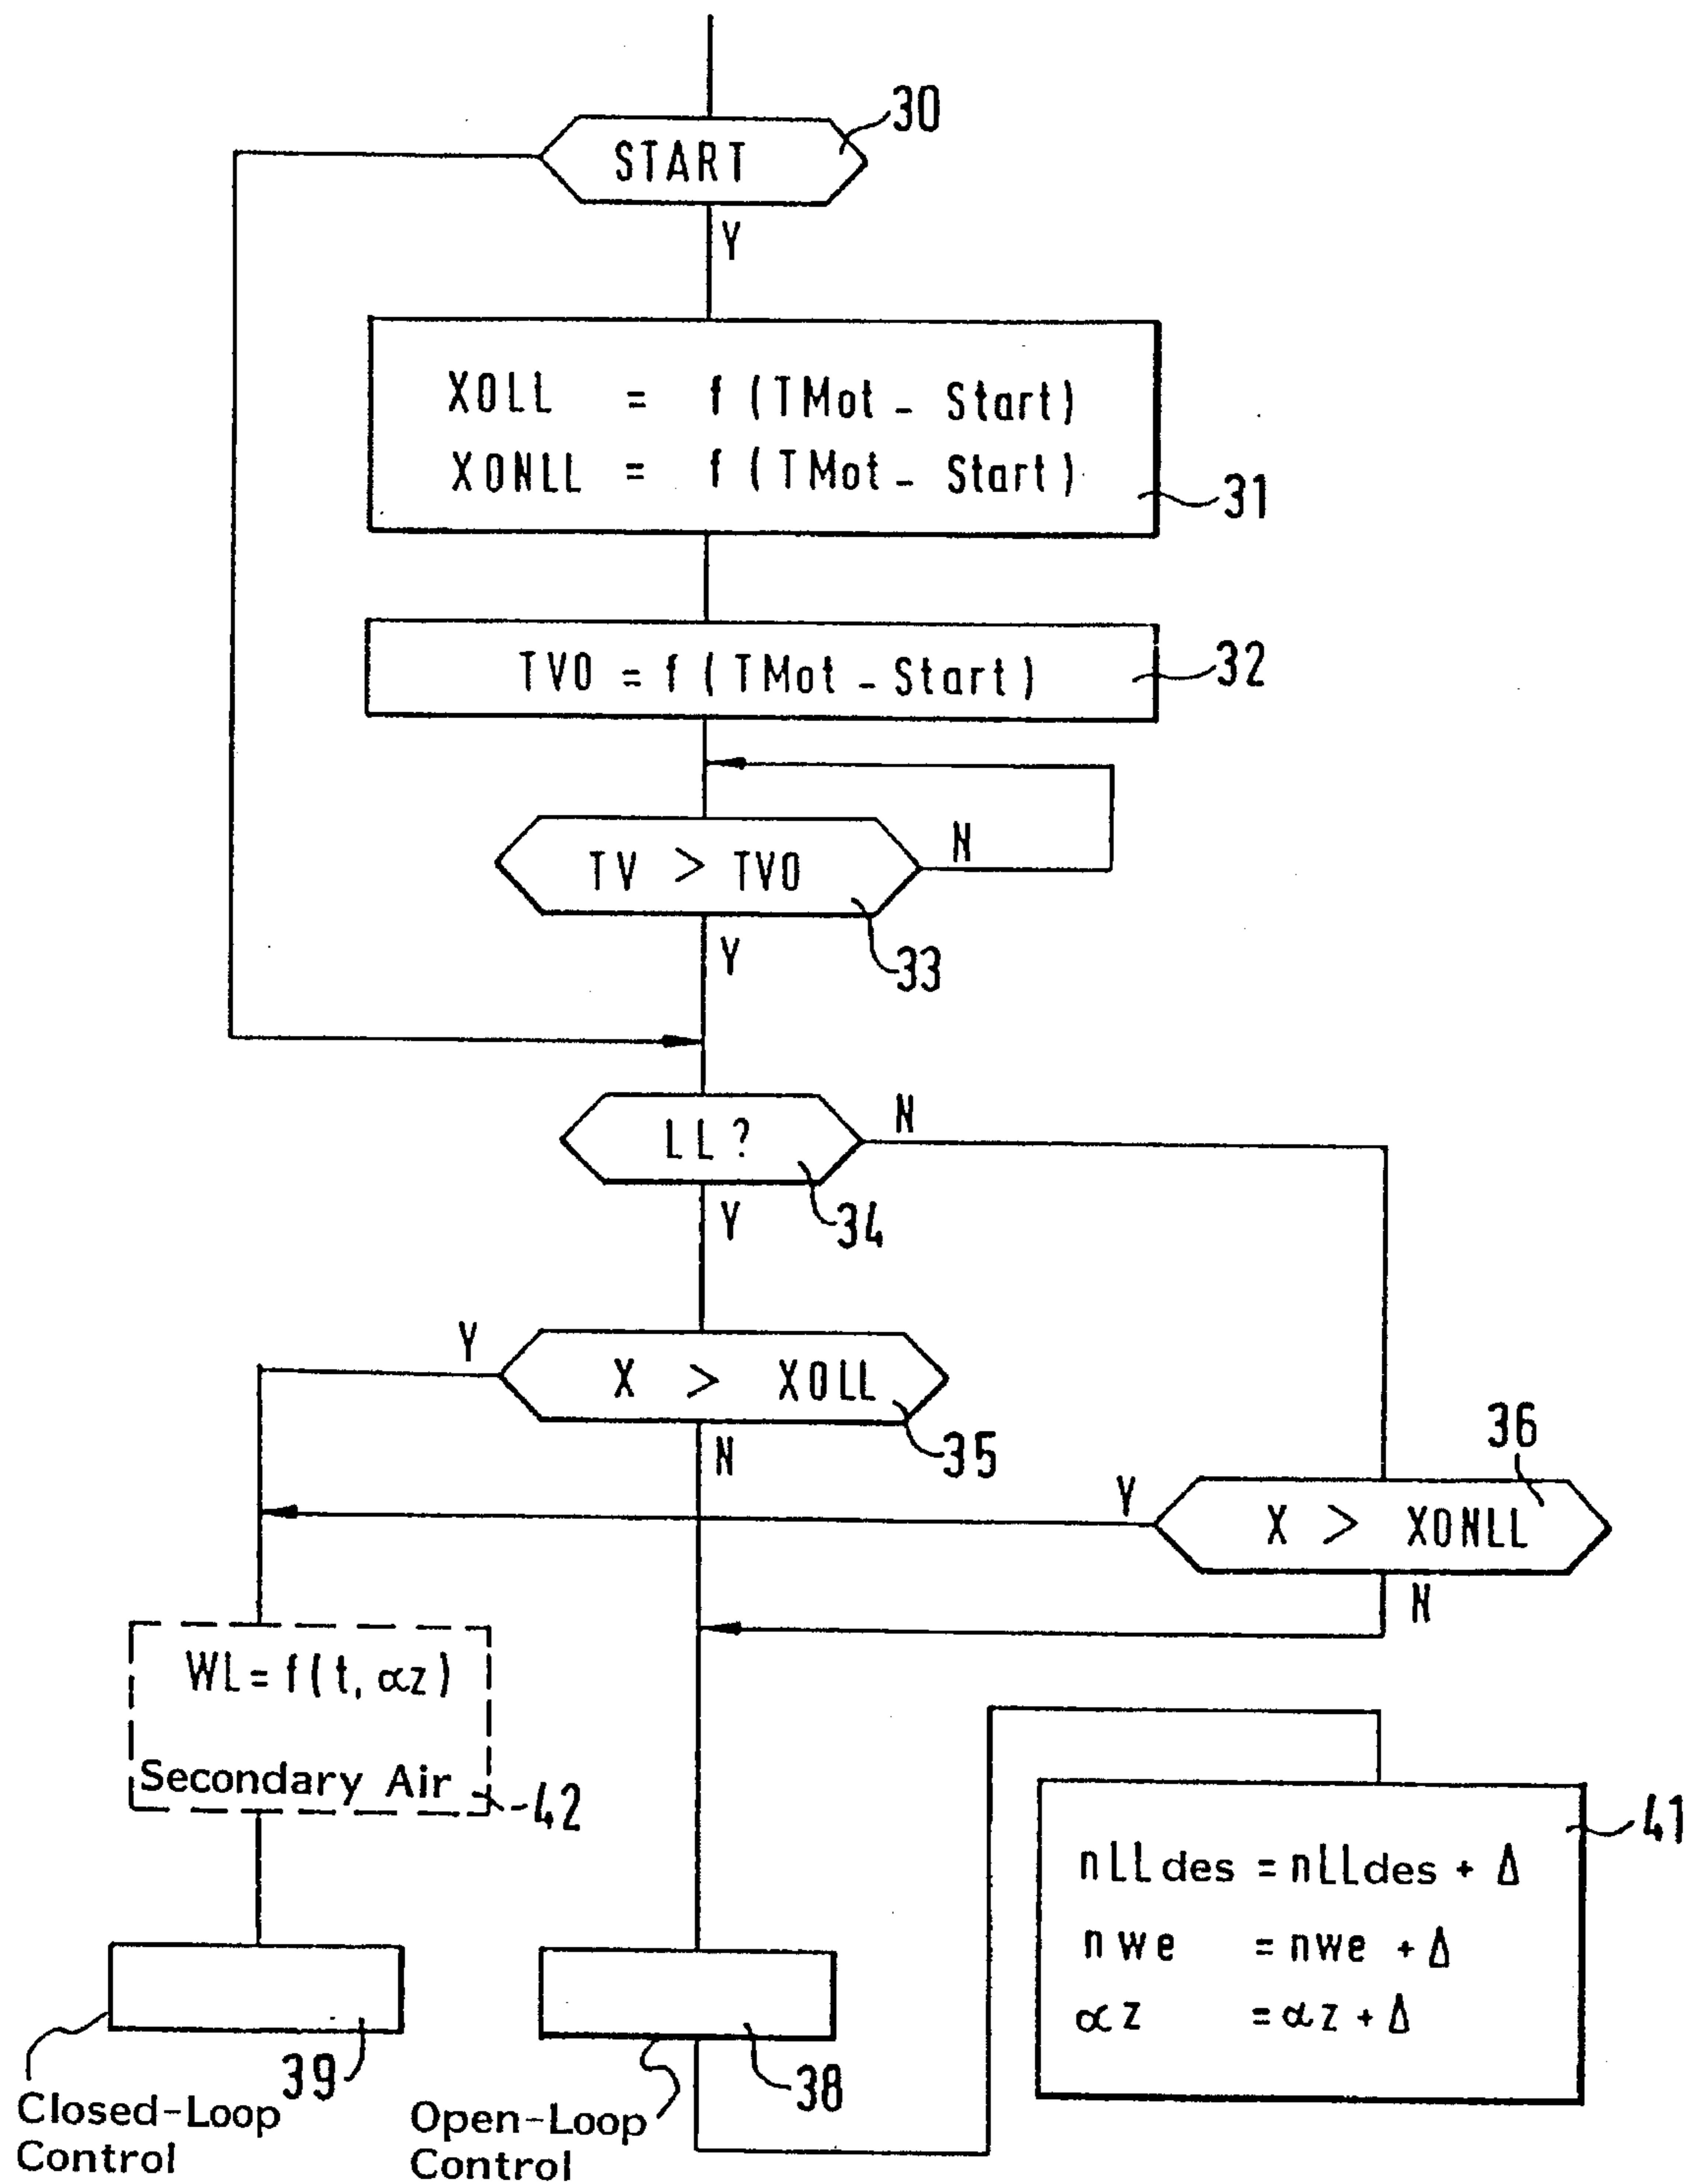 30
START
Y
XOLL = f (TMot - Start)
XONLL = f (TMot - Start)
31
TVO = f (TMot - Start)
32
TV > TVO
N
33
Y
LL?
N
34
Y
Y
X > XOLL
35
N
36
Y
X > XONLL
N
WL = f(t, αz)
Secondary Air
42
41
nLLdes = nLLdes + Δ
nwe = nwe + Δ
αz = αz + Δ
39
38
Closed-Loop
Control
Open-Loop
Control